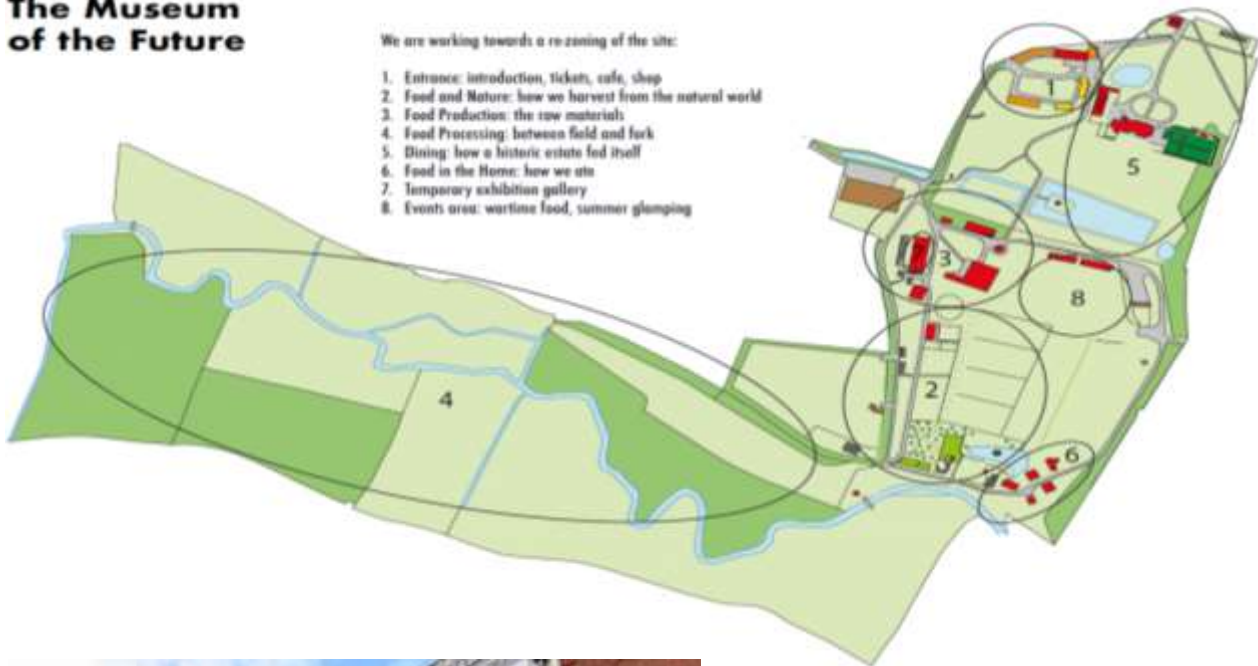 The Museum
of the Future
We are working towards a re-zoning of the site:
1. Entrance: introduction, tickets, cafe, shop
2. Food and Nature: how we harvest from the natural world
3. Food Production: the raw materials
4. Food Processing: between field and fork
5. Dining: how a historic estate fed itself
6. Food in the Home: how we ate
7. Temporary exhibition gallery
8. Events area: wartime food, summer glamping
1
5
3
8
2
4
6